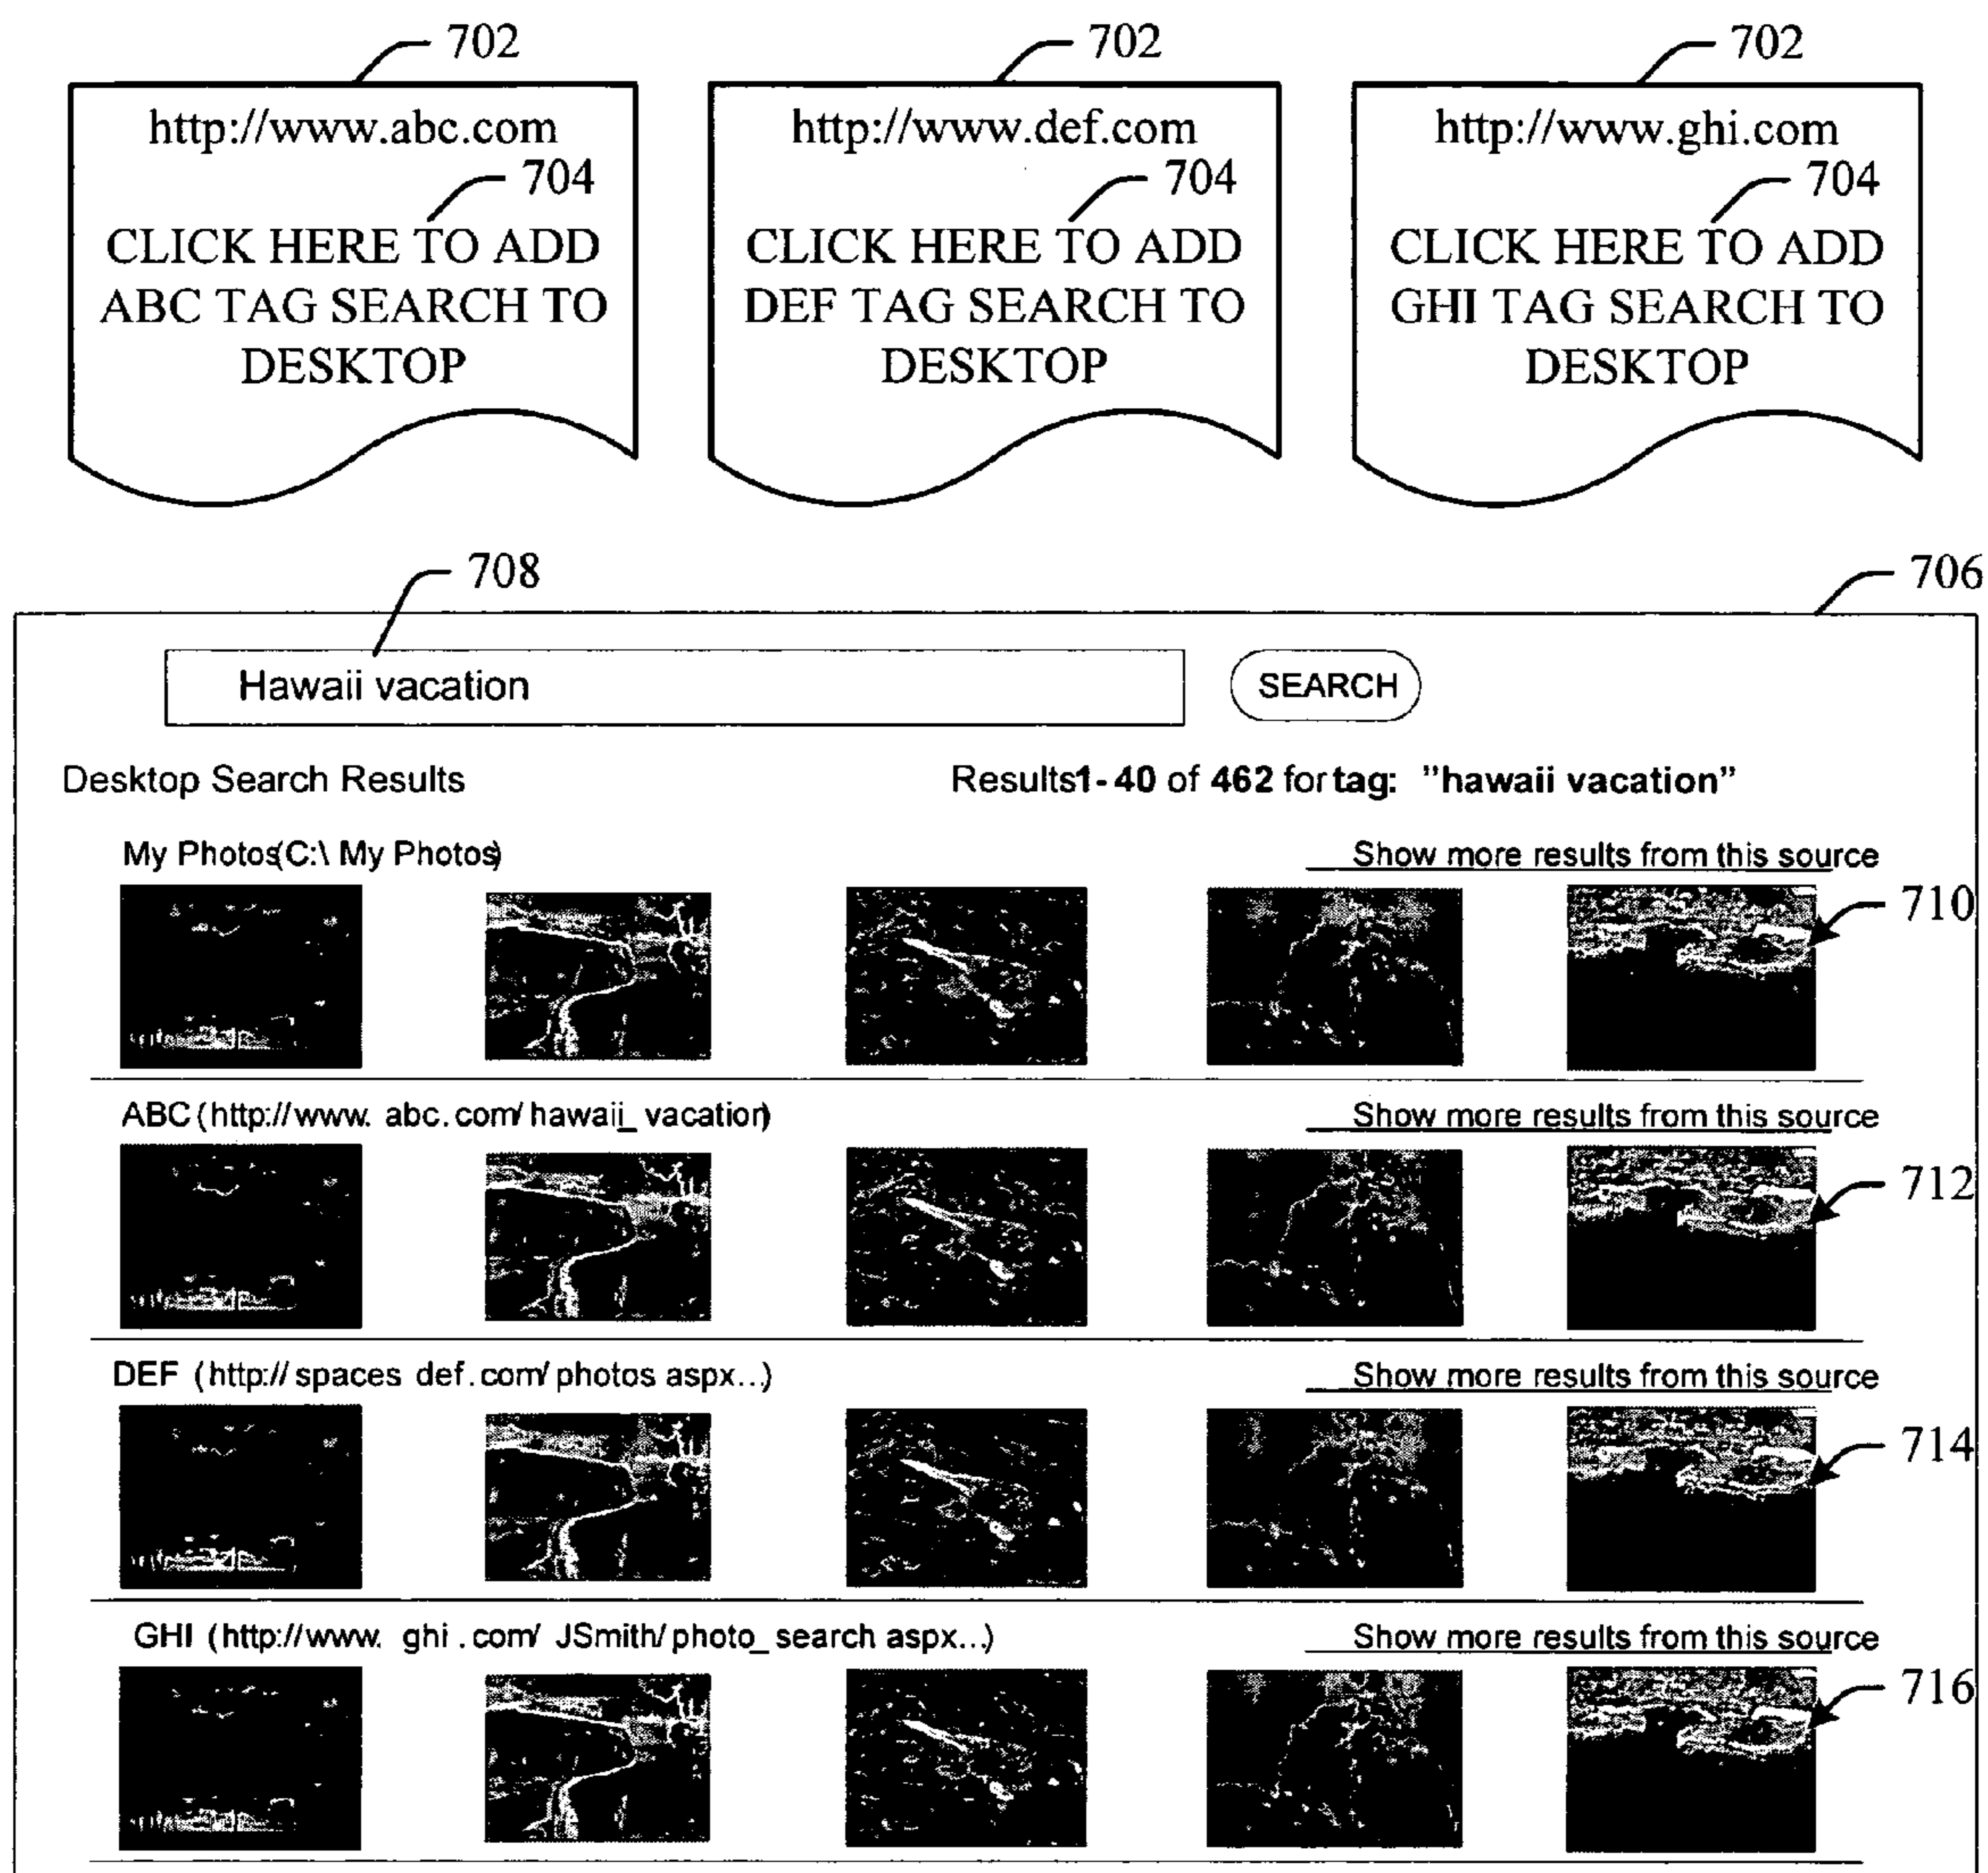 702 702 702
http://www.abc.com http://www.def.com http://www.ghi.com
704 704 704
CLICK HERE TO ADD CLICK HERE TO ADD CLICK HERE TO ADD
ABC TAG SEARCH TO DEF TAG SEARCH TO GHI TAG SEARCH TO
DESKTOP DESKTOP DESKTOP
708 706
Hawaii vacation SEARCH
Desktop Search Results Results1-40 of 462 for tag: "hawaii vacation"
My Photos(C:\ My Photos) Show more results from this source
710
ABC (http://www. abc.com/ hawaii_ vacation) Show more results from this source
712
DEF (http:// spaces def.com/ photos aspx...) Show more results from this source
714
GHI (http://www. ghi .com/ JSmith/ photo_ search aspx...) Show more results from this source
716